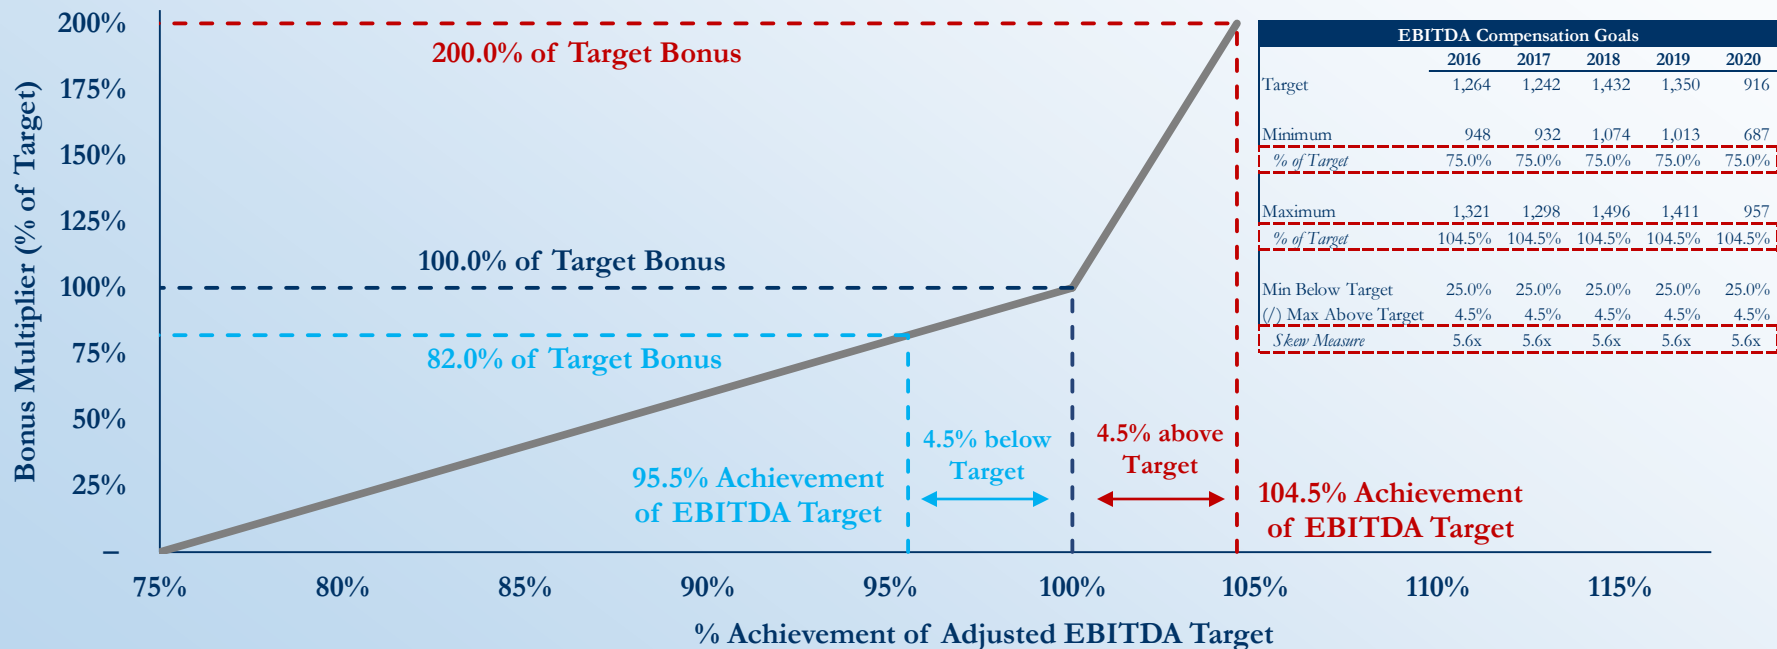 200%
175%
150%
125%
100%
75%
50%
25%
–
Bonus Multiplier (% of Target)
200.0% of Target Bonus
100.0% of Target Bonus
82.0% of Target Bonus
95.5% Achievement
of EBITDA Target
4.5% below
Target
4.5% above
Target
104.5% Achievement
of EBITDA Target
75% 80% 85% 90% 95% 100% 105% 110% 115%
% Achievement of Adjusted EBITDA Target
EBITDA Compensation Goals
2016 2017 2018 2019 2020
Target 1,264 1,242 1,432 1,350 916
Minimum 948 932 1,074 1,013 687
% of Target 75.0% 75.0% 75.0% 75.0% 75.0%
Maximum 1,321 1,298 1,496 1,411 957
% of Target 104.5% 104.5% 104.5% 104.5% 104.5%
Min Below Target 25.0% 25.0% 25.0% 25.0% 25.0%
(/) Max Above Target 4.5% 4.5% 4.5% 4.5% 4.5%
Skew Measure 5.6x 5.6x 5.6x 5.6x 5.6x